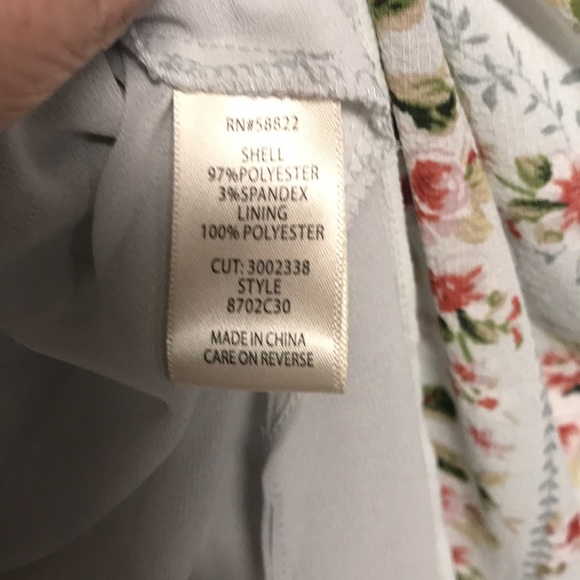 RN#58822
SHELL
97%POLYESTER
3%SPANDEX
LINING
100% POLYESTER
CUT: 3002338
STYLE
8702C30
MADE IN CHINA
CARE ON REVERSE